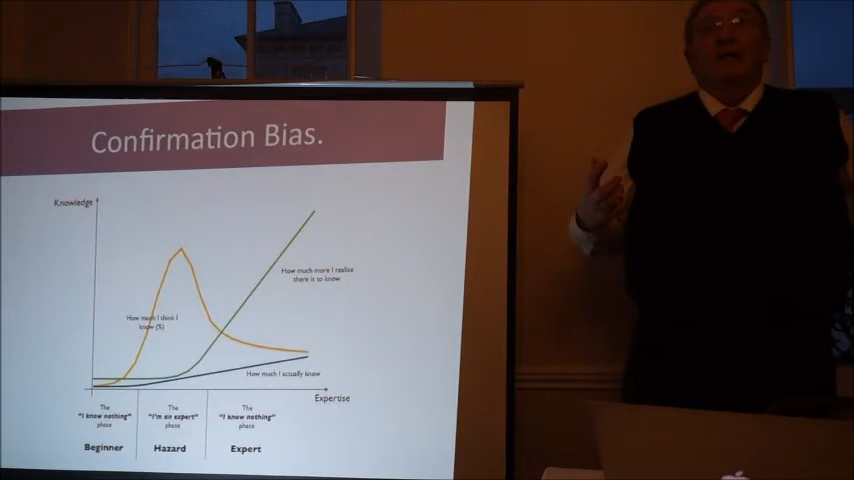 Confirmation Bias.
Knowledge
How much more I realise
there is to know
How much I think I
know (%)
How much I actually know
Expertise
The
"I know nothing"
phase
The
"I'm an expert"
phase
The
"I know nothing"
phase
Beginner
Hazard
Expert